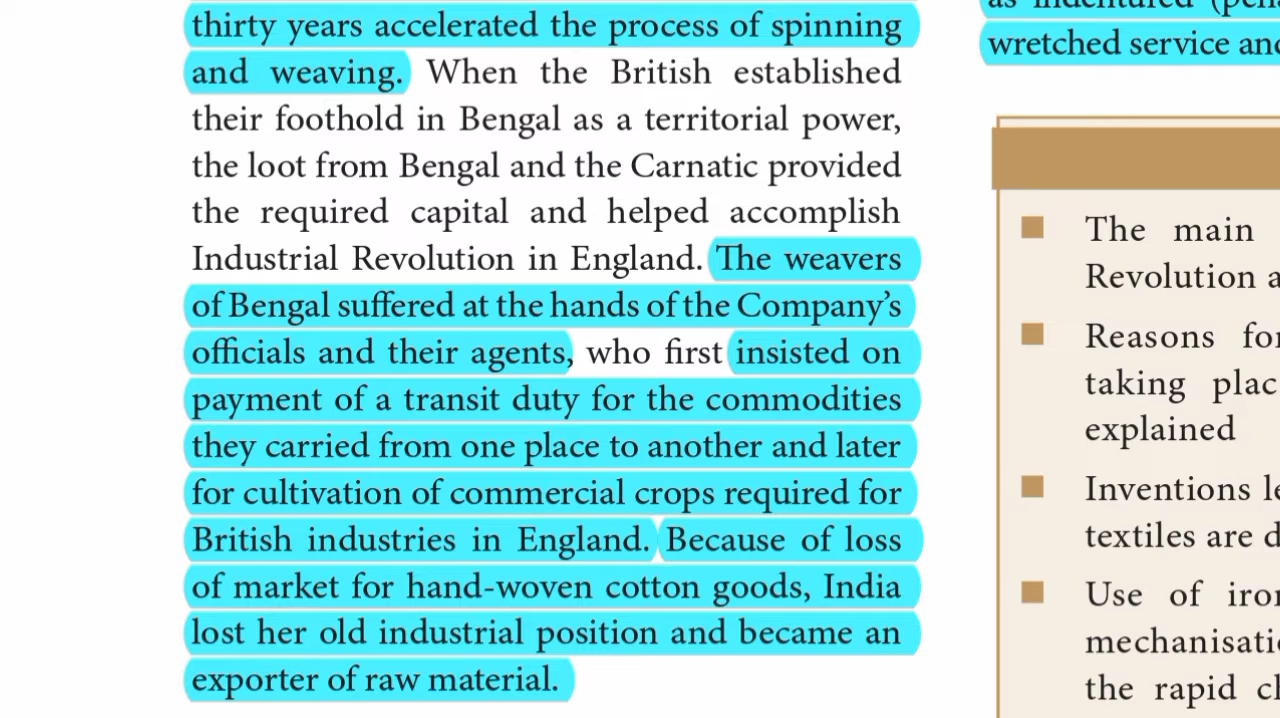 thirty years accelerated the process of spinning
and weaving. When the British established
their foothold in Bengal as a territorial power,
the loot from Bengal and the Carnatic provided
the required capital and helped accomplish
Industrial Revolution in England. The weavers
of Bengal suffered at the hands of the Company’s
officials and their agents, who first insisted on
payment of a transit duty for the commodities
they carried from one place to another and later
for cultivation of commercial crops required for
British industries in England. Because of loss
of market for hand-woven cotton goods, India
lost her old industrial position and became an
exporter of raw material.
as indentured
wretched service
The main
Revolution
Reasons
taking
explained
Inventions
textiles are
Use of
the rapid